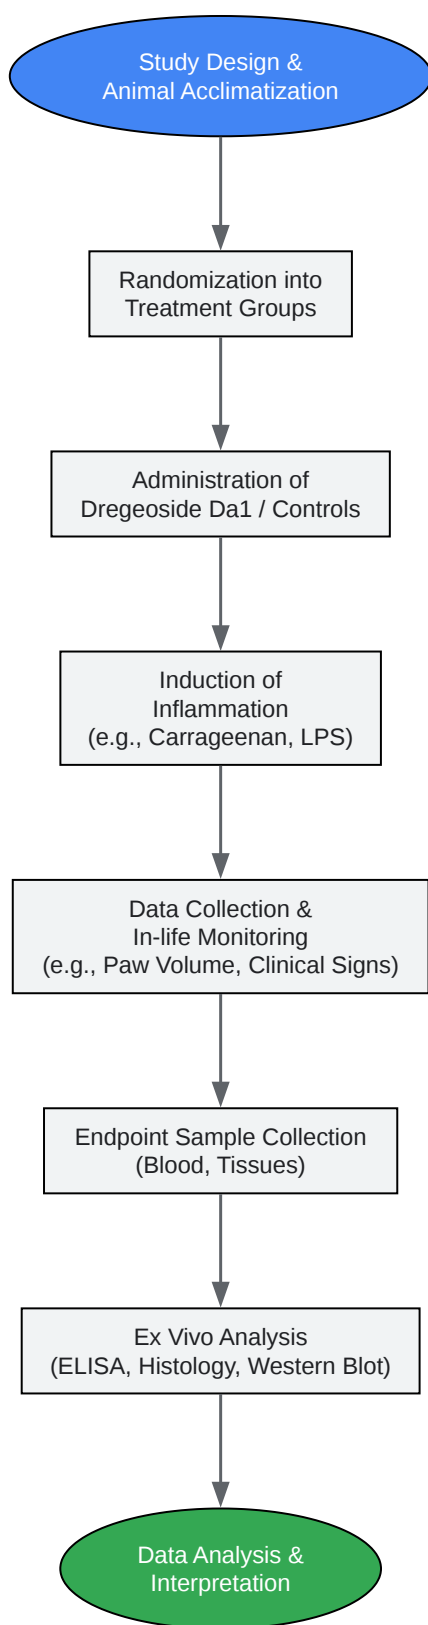 Study Design &
Animal Acclimatization
Randomization into
Treatment Groups
Administration of
Dregeoside Da1 / Controls
Induction of
Inflammation
(e.g., Carrageenan, LPS)
Data Collection &
In-life Monitoring
(e.g., Paw Volume, Clinical Signs)
Endpoint Sample Collection
(Blood, Tissues)
Ex Vivo Analysis
(ELISA, Histology, Western Blot)
Data Analysis &
Interpretation